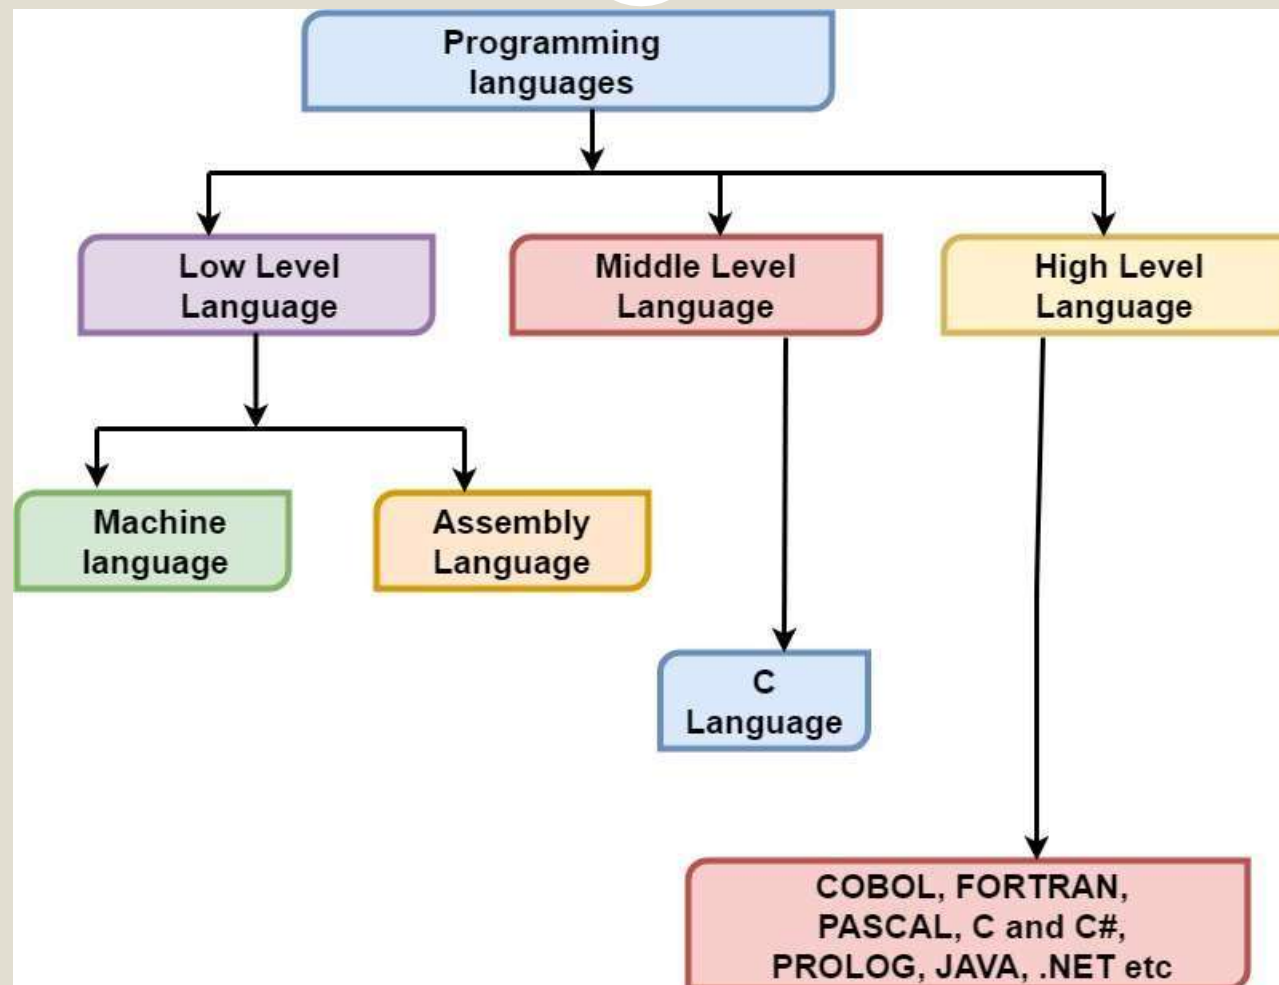 Programming
languages
Low Level
Language
Middle Level
Language
High Level
Language
Machine
language
Assembly
Language
C
Language
COBOL, FORTRAN,
PASCAL, C and C#,
PROLOG, JAVA, .NET etc